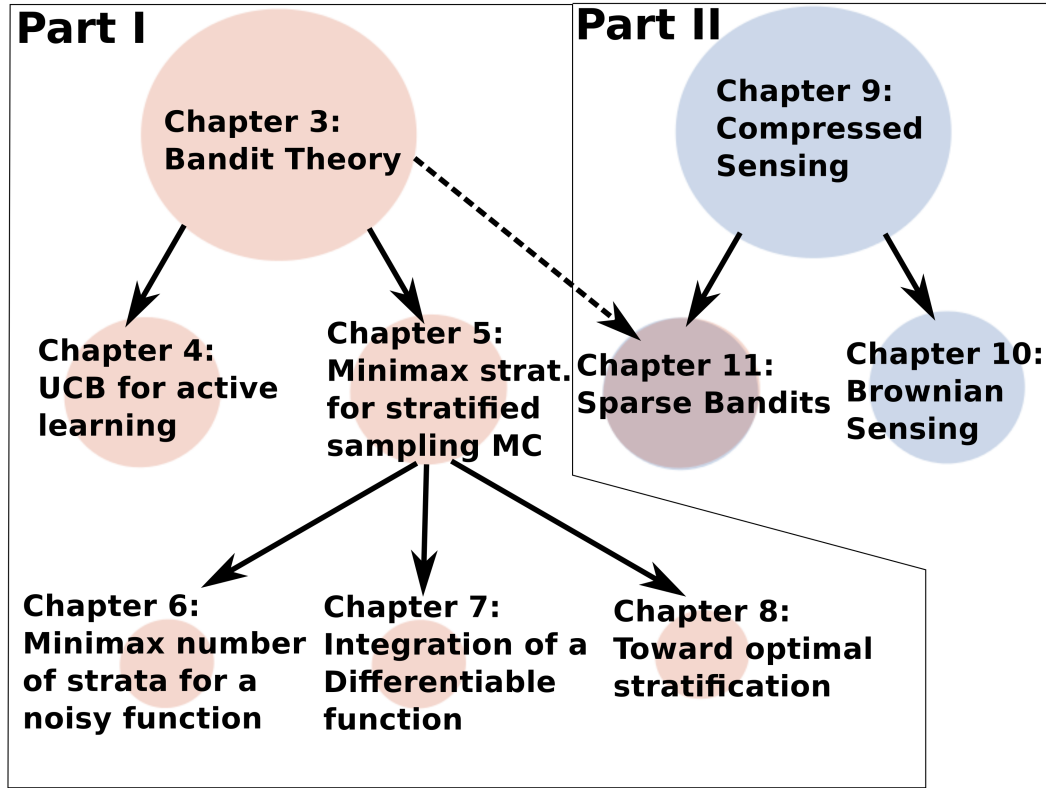 Part I
Part II
Chapter 3:
Bandit Theory
Chapter 9:
Compressed
Sensing
Chapter 4:
UCB for active
learning
Chapter 5:
Minimax strat.
for stratified
sampling MC
Chapter 11:
Sparse Bandits
Chapter 10:
Brownian
Sensing
Chapter 6:
Minimax number
of strata for a
noisy function
Chapter 7:
Integration of a
Differentiable
function
Chapter 8:
Toward optimal
stratification